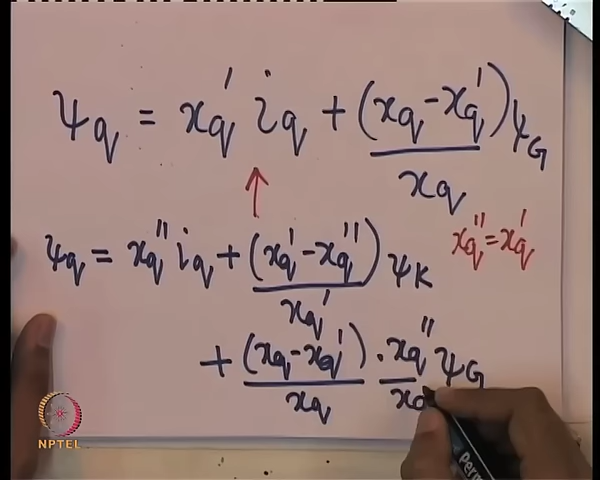 ψq = xq' iq + (xq - xq') / xq ψG
ψq = xq'' iq + (xq' - xq'') / xq' ψK
xq'' = xq'
+ (xq - xq') / xq . xq'' / xq ψG
NPTEL
Perm